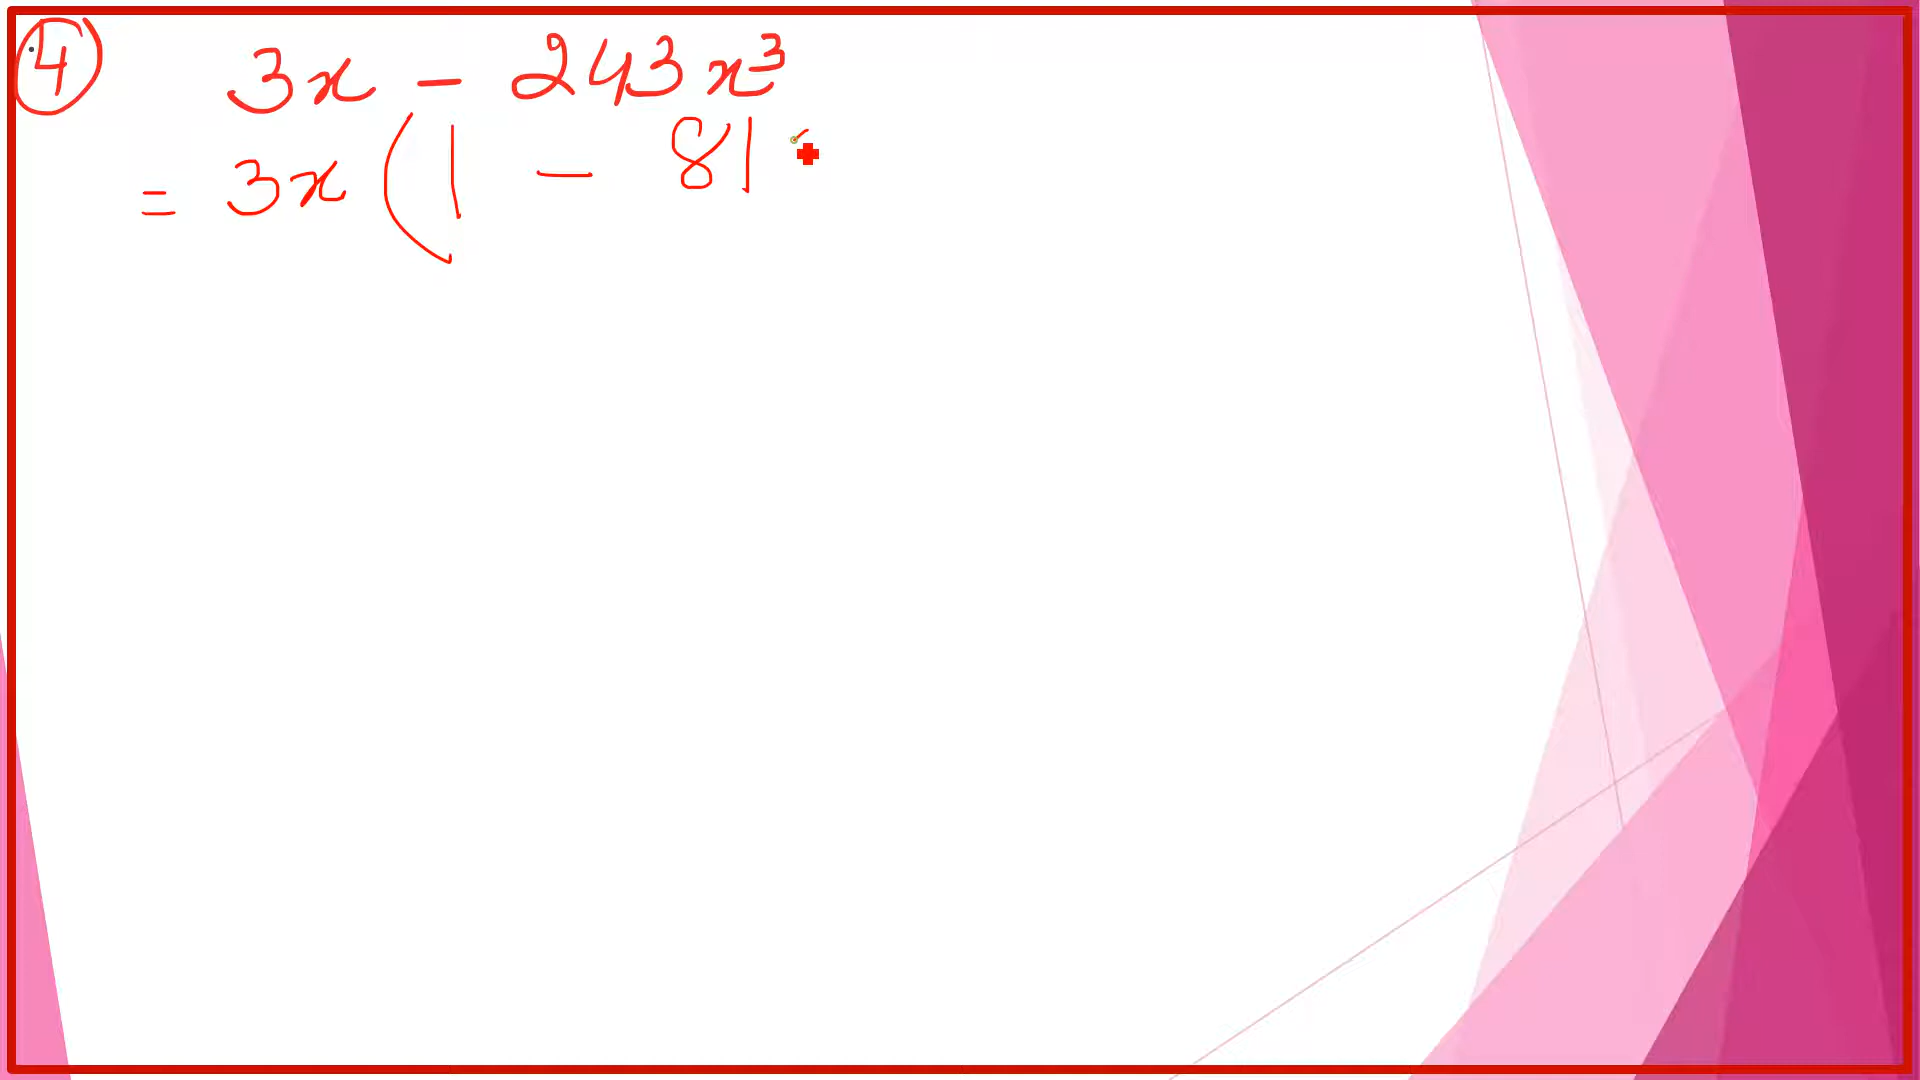 ④ 3x - 243x³
= 3x (1 - 81